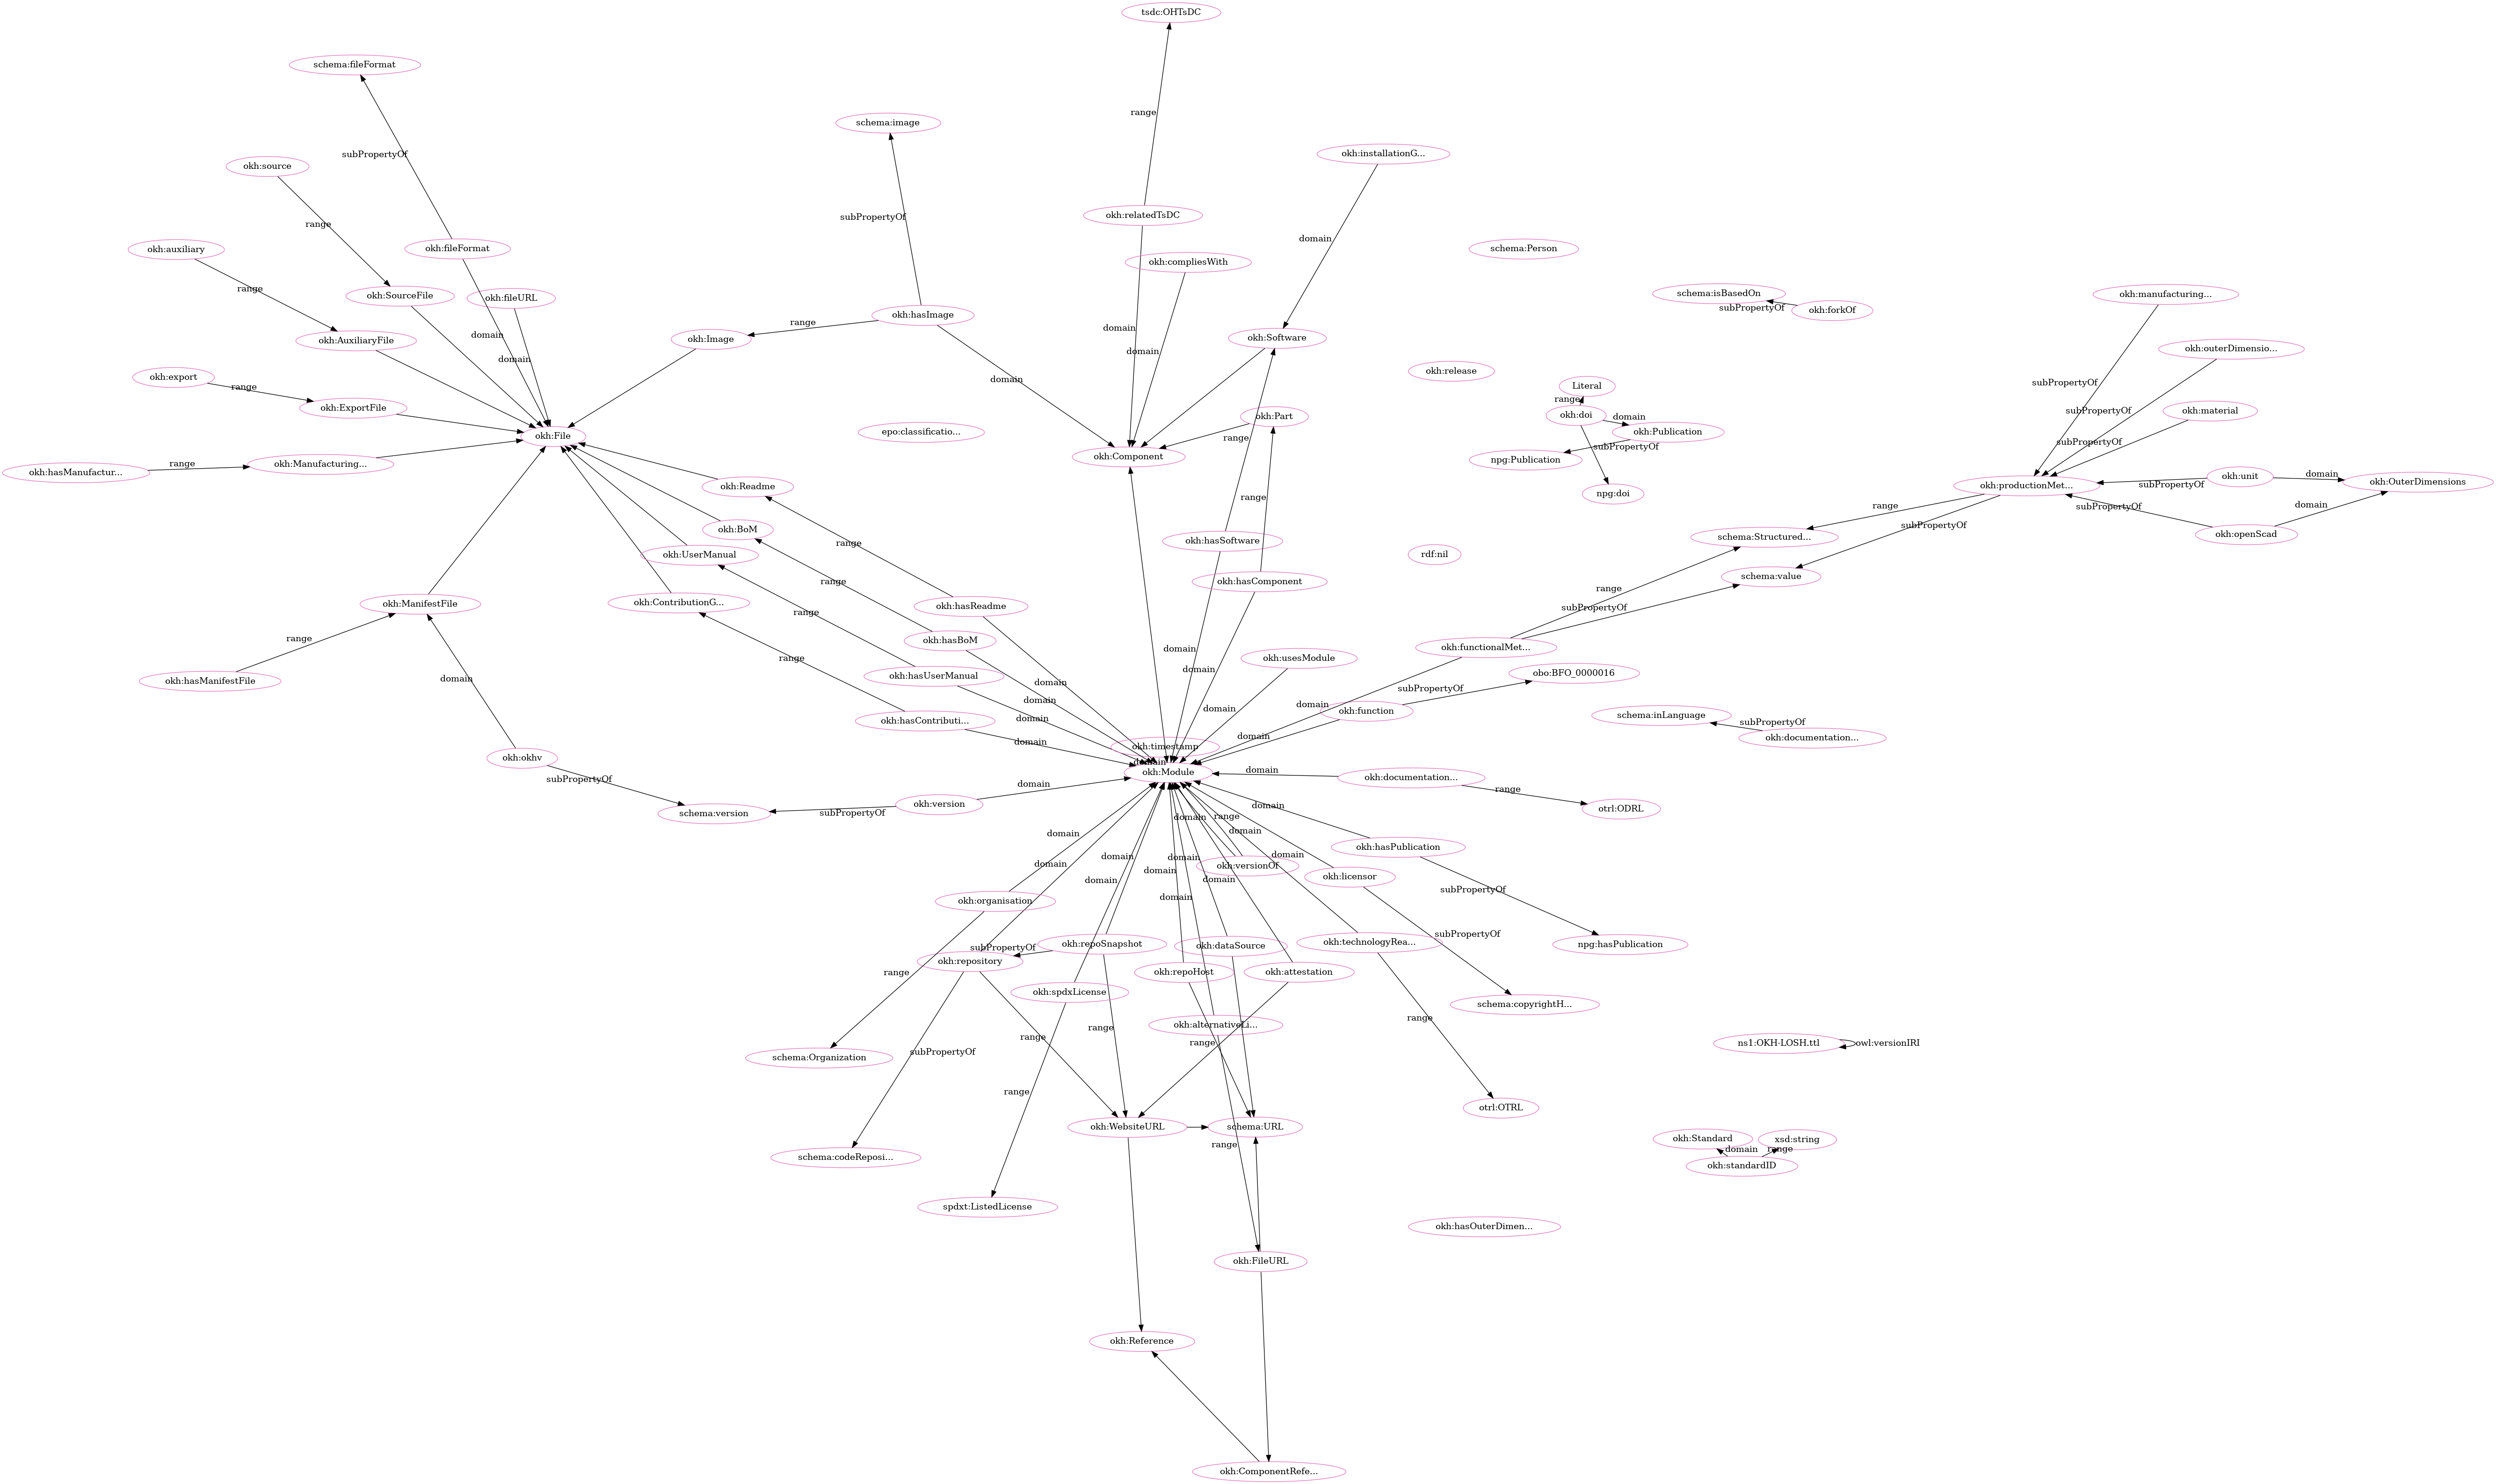 tsdc:OHTsDC
schema:fileFormat
range
schema:image
subPropertyOf
okh:installationG...
okh:source
okh:relatedTsDC
subPropertyOf
range
okh:auxiliary
okh:fileFormat
domain
schema:Person
okh:compliesWith
range
okh:SourceFile
okh:fileURL
schema:isBasedOn
subPropertyOf
okh:forkOf
okh:manufacturing...
okh:hasImage
range
domain
okh:AuxiliaryFile
domain
okh:Image
domain
domain
okh:Software
okh:outerDimensio...
okh:export
range
okh:ExportFile
domain
okh:release
Literal
range
okh:doi
domain
okh:Publication
subPropertyOf
subPropertyOf
okh:material
okh:File
epo:classificatio...
okh:Part
range
okh:Component
npg:Publication
subPropertyOf
subPropertyOf
okh:hasManufactur...
range
okh:Manufacturing...
okh:Readme
range
npg:doi
okh:productionMet...
subPropertyOf
okh:unit
domain
okh:OuterDimensions
okh:BoM
range
okh:hasSoftware
range
subPropertyOf
subPropertyOf
domain
okh:openScad
okh:UserManual
range
okh:hasComponent
rdf:nil
schema:Structured...
schema:value
range
subPropertyOf
okh:ManifestFile
okh:ContributionG...
range
okh:hasReadme
range
okh:hasBoM
domain
okh:usesModule
okh:functionalMet...
okh:hasManifestFile
domain
range
okh:hasUserManual
domain
domain
domain
domain
subPropertyOf
obo:BFO_0000016
okh:hasContributi...
domain
domain
domain
domain
okh:function
schema:inLanguage
subPropertyOf
okh:documentation...
okh:okhv
okh:timestamp
domain
okh:Module
domain
okh:documentation...
subPropertyOf
domain
range
otrl:ODRL
okh:version
schema:version
subPropertyOf
domain
range
domain
domain
domain
domain
okh:hasPublication
domain
domain
domain
okh:versionOf
domain
okh:licensor
subPropertyOf
domain
domain
domain
okh:organisation
okh:repoSnapshot
subPropertyOf
okh:dataSource
okh:technologyRea...
subPropertyOf
npg:hasPublication
okh:repository
range
okh:repoHost
okh:attestation
okh:spdxLicense
schema:copyrightH...
okh:alternativeLi...
range
range
range
range
subPropertyOf
schema:Organization
ns1:OKH-LOSH.ttl
owl:versionIRI
range
otrl:OTRL
okh:WebsiteURL
schema:URL
range
okh:Standard
domain
range
xsd:string
schema:codeReposi...
okh:standardID
spdxt:ListedLicense
okh:hasOuterDimen...
okh:FileURL
okh:Reference
okh:ComponentRefe...